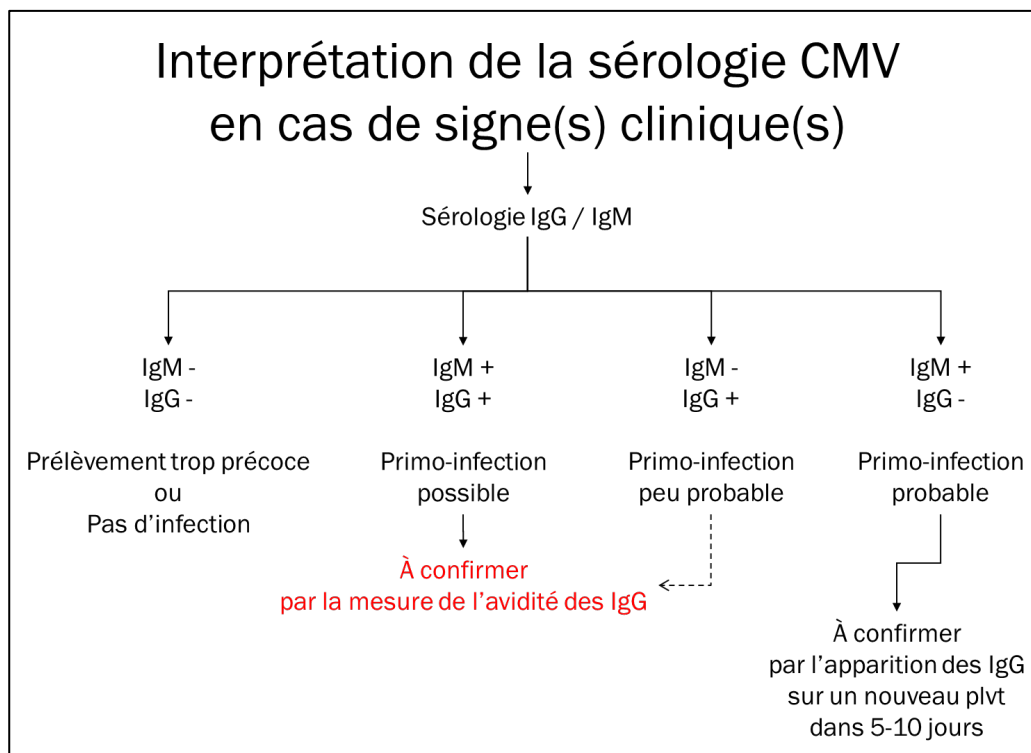 Interprétation de la sérologie CMV
en cas de signe(s) clinique(s)
Sérologie IgG / IgM
IgM -
IgG -
Prélèvement trop précoce
ou
Pas d’infection
IgM +
IgG +
Primo-infection
possible
À confirmer
par la mesure de l’avidité des IgG
IgM -
IgG +
Primo-infection
peu probable
IgM +
IgG -
Primo-infection
probable
À confirmer
par l’apparition des IgG
sur un nouveau plvt
dans 5-10 jours